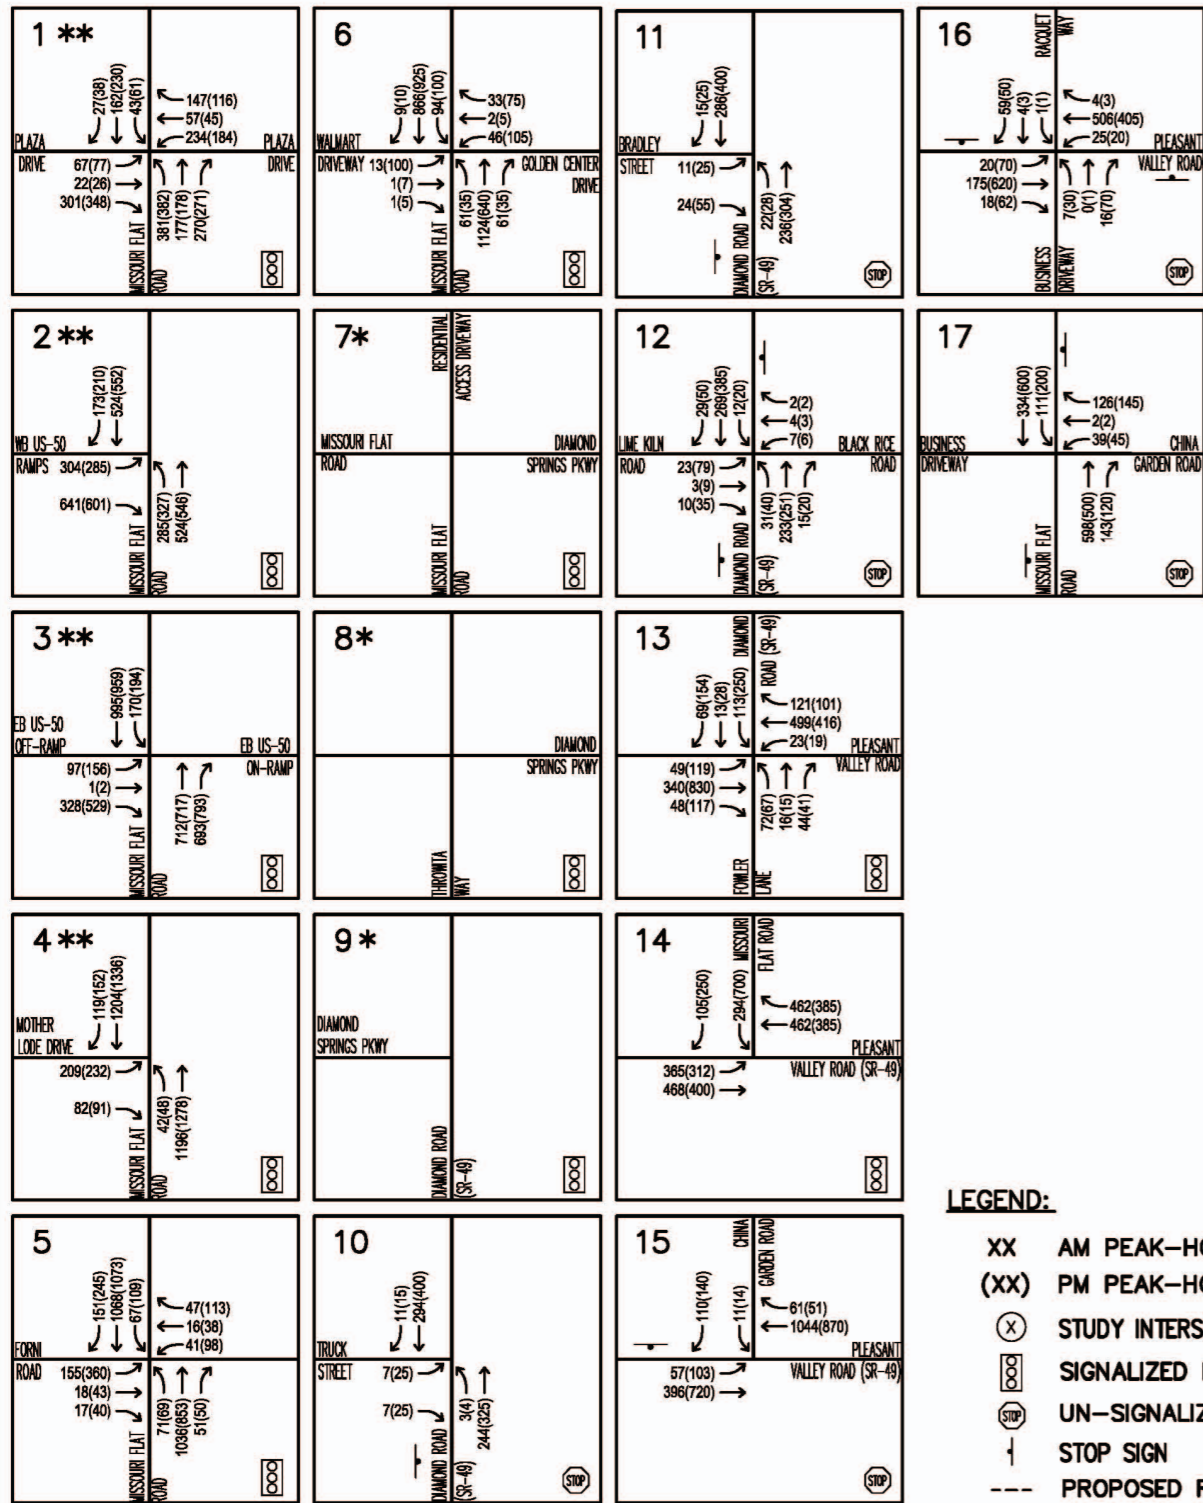 1 **
27(38)
162(230)
43(61)
147(116)
57(45)
234(184)
PLAZA
DRIVE
PLAZA
DRIVE
67(77)
22(26)
301(348)
381(382)
177(178)
270(271)
MISSOURI FLAT
ROAD
6
9(10)
866(925)
94(100)
33(75)
2(5)
46(105)
WALMART
DRIVEWAY
13(100)
1(7)
1(5)
GOLDEN CENTER
DRIVE
61(35)
1124(640)
61(35)
MISSOURI FLAT
ROAD
11
15(25)
286(400)
BRADLEY
STREET
11(25)
24(55)
22(28)
236(304)
DIAMOND ROAD
(SR-49)
STOP
16
RACQUET
WAY
59(50)
4(3)
1(1)
4(3)
506(405)
25(20)
PLEASANT
VALLEY ROAD
20(70)
175(620)
18(62)
7(30)
0(1)
16(70)
BUSINESS
DRIVEWAY
STOP
2 **
173(210)
524(552)
WB US-50
RAMPS
304(285)
641(601)
285(327)
524(546)
MISSOURI FLAT
ROAD
7*
RESIDENTIAL
ACCESS DRIVEWAY
MISSOURI FLAT
ROAD
DIAMOND
SPRINGS PKWY
MISSOURI FLAT
ROAD
12
29(50)
269(385)
12(20)
2(2)
4(3)
7(6)
LIME KILN
ROAD
BLACK RICE
ROAD
23(79)
3(9)
10(35)
31(40)
233(251)
15(20)
DIAMOND ROAD
(SR-49)
STOP
17
334(600)
111(200)
126(145)
2(2)
39(45)
BUSINESS
DRIVEWAY
CHINA
GARDEN ROAD
598(500)
143(120)
MISSOURI FLAT
ROAD
STOP
3 **
995(959)
170(194)
EB US-50
OFF-RAMP
EB US-50
ON-RAMP
97(156)
1(2)
328(529)
712(717)
693(793)
MISSOURI FLAT
ROAD
8*
DIAMOND
SPRINGS PKWY
THROWITA
WAY
13
DIAMOND
ROAD (SR-49)
69(154)
13(28)
113(250)
121(101)
499(416)
23(19)
PLEASANT
VALLEY ROAD
49(119)
340(830)
48(117)
72(67)
16(15)
44(41)
FOWLER
LANE
4 **
119(152)
1204(1336)
MOTHER
LODE DRIVE
209(232)
82(91)
42(48)
1196(1278)
MISSOURI FLAT
ROAD
9*
DIAMOND
SPRINGS PKWY
DIAMOND ROAD
(SR-49)
14
MISSOURI
FLAT ROAD
105(250)
294(700)
462(385)
462(385)
PLEASANT
VALLEY ROAD (SR-49)
365(312)
468(400)
5
151(245)
1068(1073)
67(109)
47(113)
16(38)
41(98)
FORNI
ROAD
155(360)
18(43)
17(40)
71(69)
1036(853)
51(50)
MISSOURI FLAT
ROAD
10
11(15)
294(400)
TRUCK
STREET
7(25)
7(25)
3(4)
244(325)
DIAMOND ROAD
(SR-49)
STOP
15
CHINA
GARDEN ROAD
110(140)
11(14)
61(51)
1044(870)
PLEASANT
VALLEY ROAD (SR-49)
57(103)
396(720)
STOP
LEGEND:
XX AM PEAK-HO
(XX) PM PEAK-HO
X STUDY INTERS
SIGNALIZED
STOP UN-SIGNALIZ
STOP SIGN
--- PROPOSED